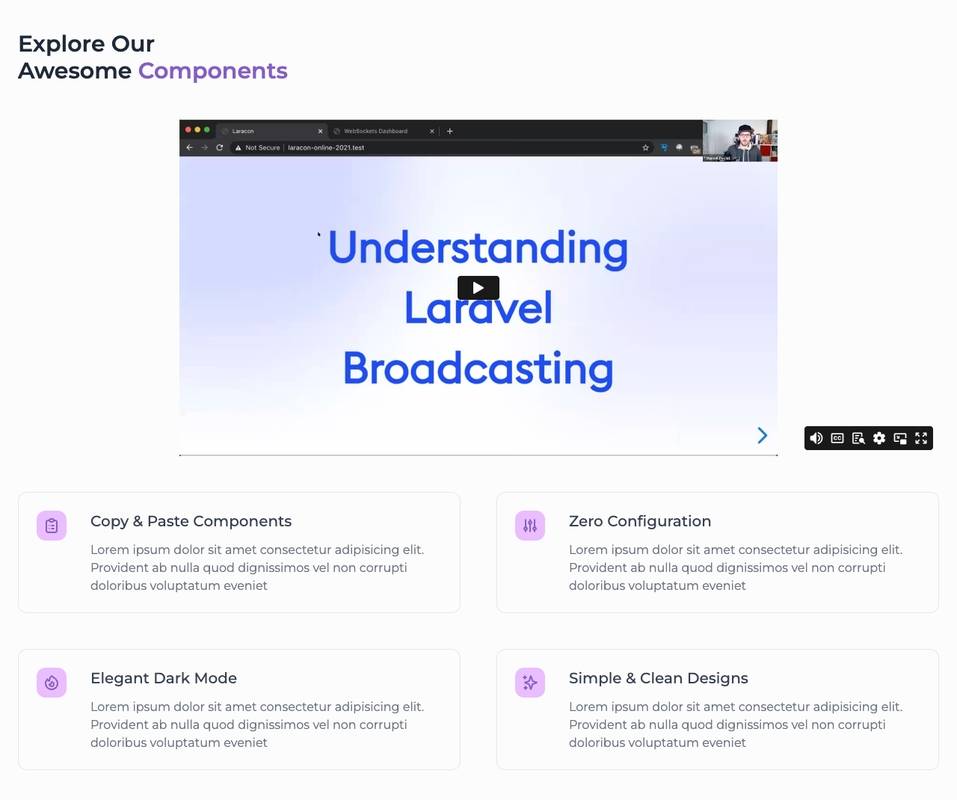 Explore Our
Awesome Components
Laracon
WebSockets Dashboard
Not Secure
laracon-online-2021.test
Understanding
Laravel
Broadcasting
CC
Copy & Paste Components
Lorem ipsum dolor sit amet consectetur adipisicing elit.
Provident ab nulla quod dignissimos vel non corrupti
doloribus voluptatum eveniet
Zero Configuration
Lorem ipsum dolor sit amet consectetur adipisicing elit.
Provident ab nulla quod dignissimos vel non corrupti
doloribus voluptatum eveniet
Elegant Dark Mode
Lorem ipsum dolor sit amet consectetur adipisicing elit.
Provident ab nulla quod dignissimos vel non corrupti
doloribus voluptatum eveniet
Simple & Clean Designs
Lorem ipsum dolor sit amet consectetur adipisicing elit.
Provident ab nulla quod dignissimos vel non corrupti
doloribus voluptatum eveniet